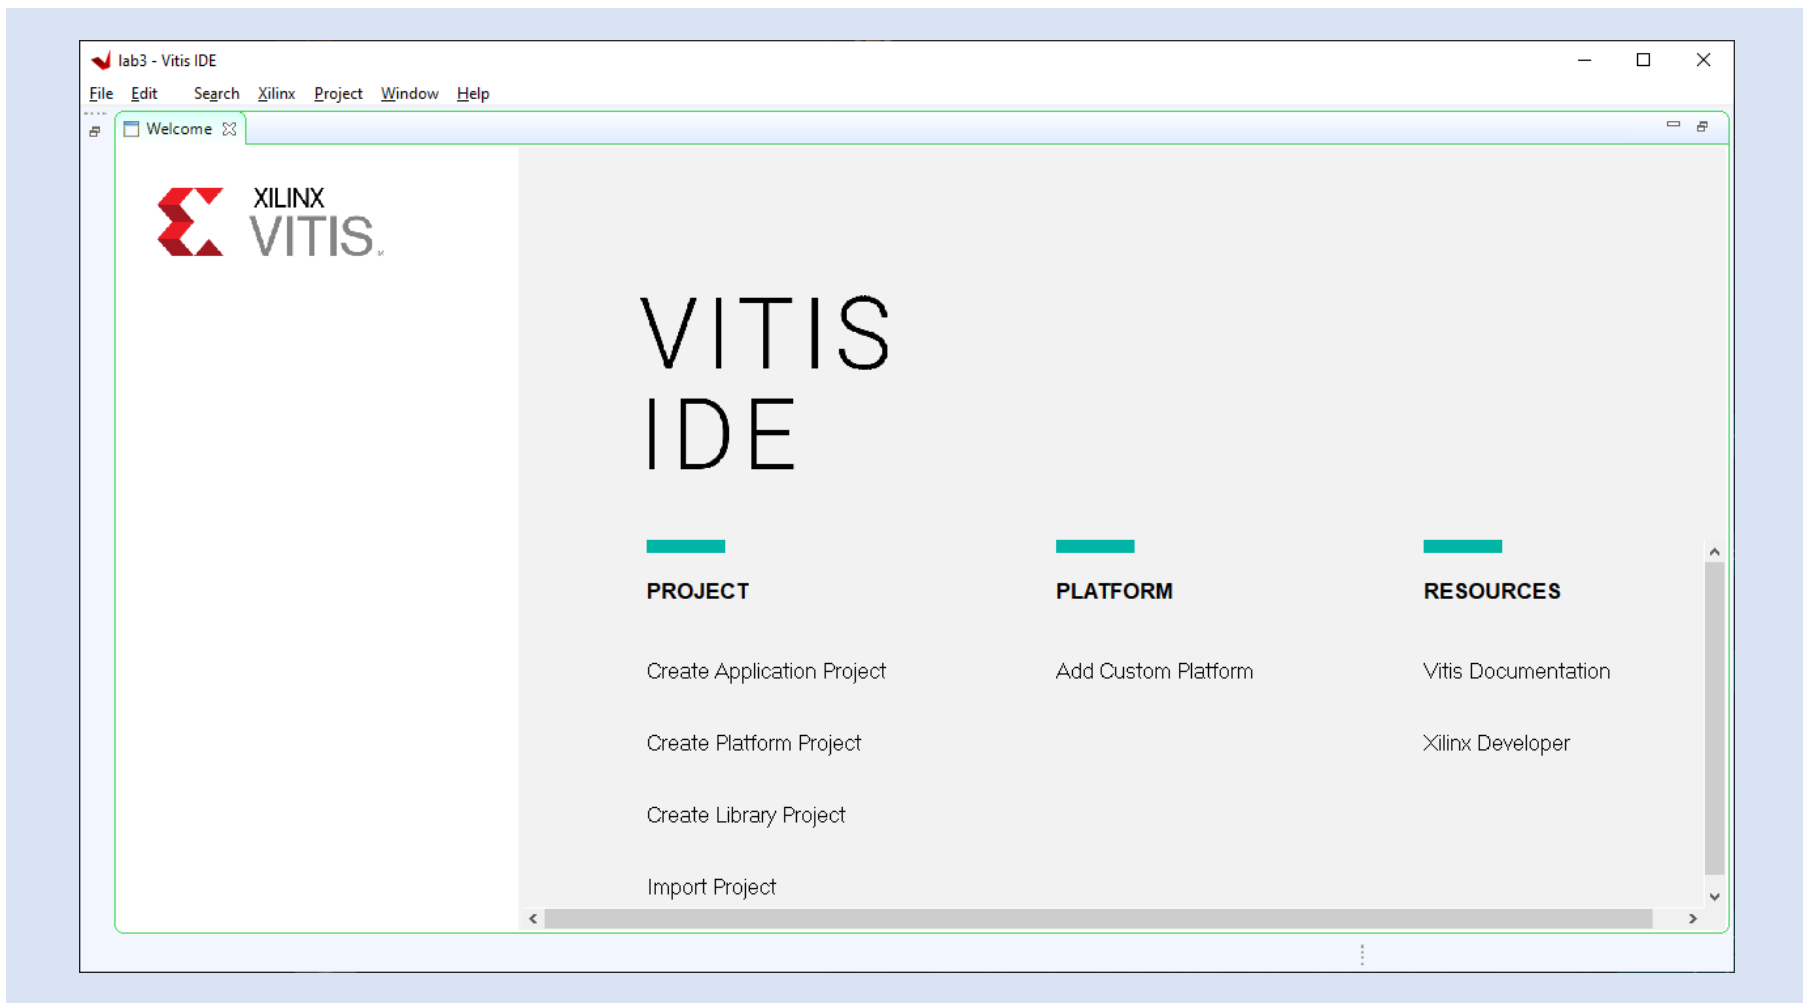 lab3 - Vitis IDE
File Edit Search Xilinx Project Window Help
Welcome
XILINX
VITIS
VITIS
IDE
PROJECT PLATFORM RESOURCES
Create Application Project Add Custom Platform Vitis Documentation
Create Platform Project Xilinx Developer
Create Library Project
Import Project